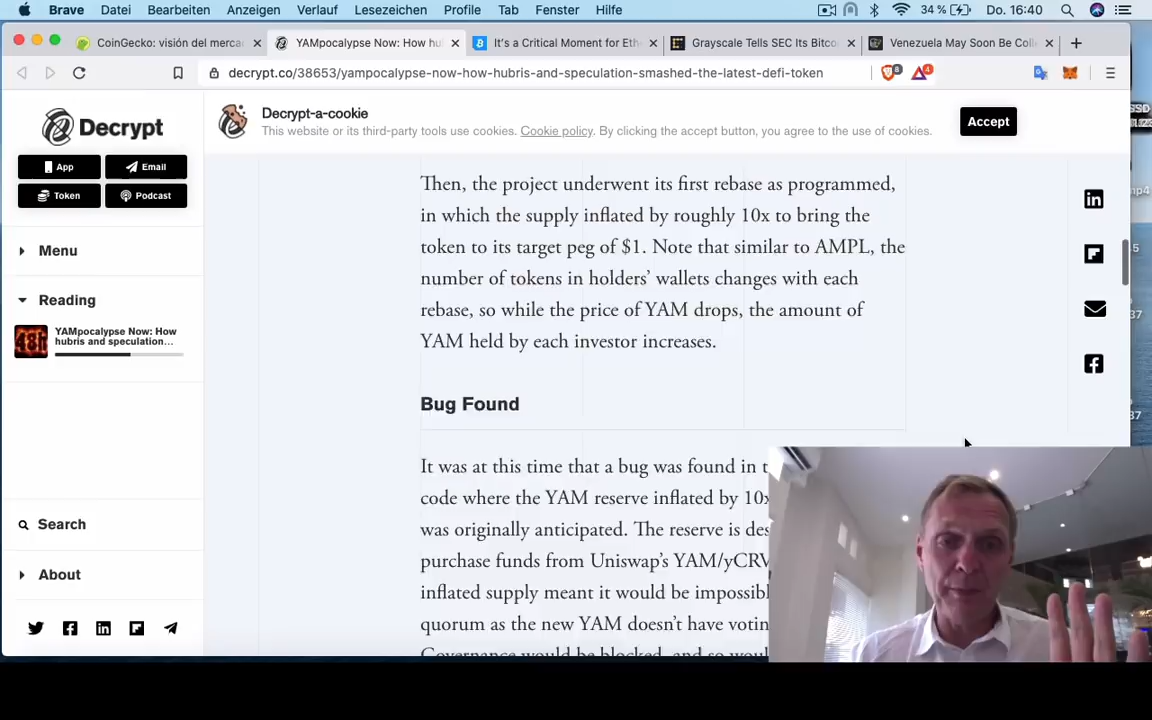 Brave Datei Bearbeiten Anzeigen Verlauf Lesezeichen Profile Tab Fenster Hilfe 34 % Do. 16:40
CoinGecko: visión del merca
YAMpocalypse Now: How hu
It's a Critical Moment for Eth
Grayscale Tells SEC Its Bitco
Venezuela May Soon Be Coll
decrypt.co/38653/yampocalypse-now-how-hubris-and-speculation-smashed-the-latest-defi-token
8
4
Decrypt
App
Email
Token
Podcast
Menu
Reading
YAMpocalypse Now: How
hubris and speculation...
Search
About
Decrypt-a-cookie
This website or its third-party tools use cookies. Cookie policy. By clicking the accept button, you agree to the use of cookies.
Accept
Then, the project underwent its first rebase as programmed,
in which the supply inflated by roughly 10x to bring the
token to its target peg of $1. Note that similar to AMPL, the
number of tokens in holders’ wallets changes with each
rebase, so while the price of YAM drops, the amount of
YAM held by each investor increases.
Bug Found
It was at this time that a bug was found in t
code where the YAM reserve inflated by 10x
was originally anticipated. The reserve is des
purchase funds from Uniswap’s YAM/yCRV
inflated supply meant it would be impossibl
quorum as the new YAM doesn’t have votin
Governance would be blocked, and so woul